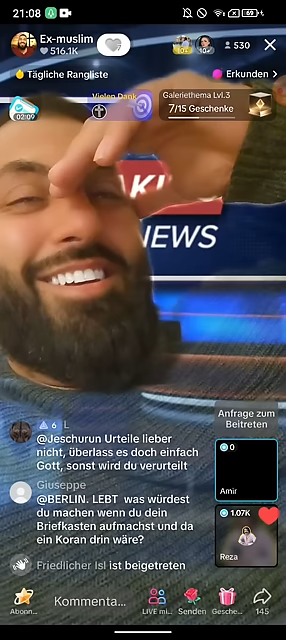 21:08
69
Ex-muslim
516.1K
10+
10+
530
Tägliche Rangliste
Erkunden >
Vielen Dank
Galeriethema Lvl.3
7/15 Geschenke
02:09
NEWS
6 L
@Jeschurun Urteile lieber
nicht, überlass es doch einfach
Gott, sonst wird du verurteilt
Giuseppe
@BERLIN. LEBT was würdest
du machen wenn du dein
Briefkasten aufmachst und da
ein Koran drin wäre?
Friedlicher Isl ist beigetreten
Anfrage zum
Beitreten
0
Amir
1.07K
Reza
Abonn...
Kommenta...
LIVE mi...
Senden
Gesche...
145